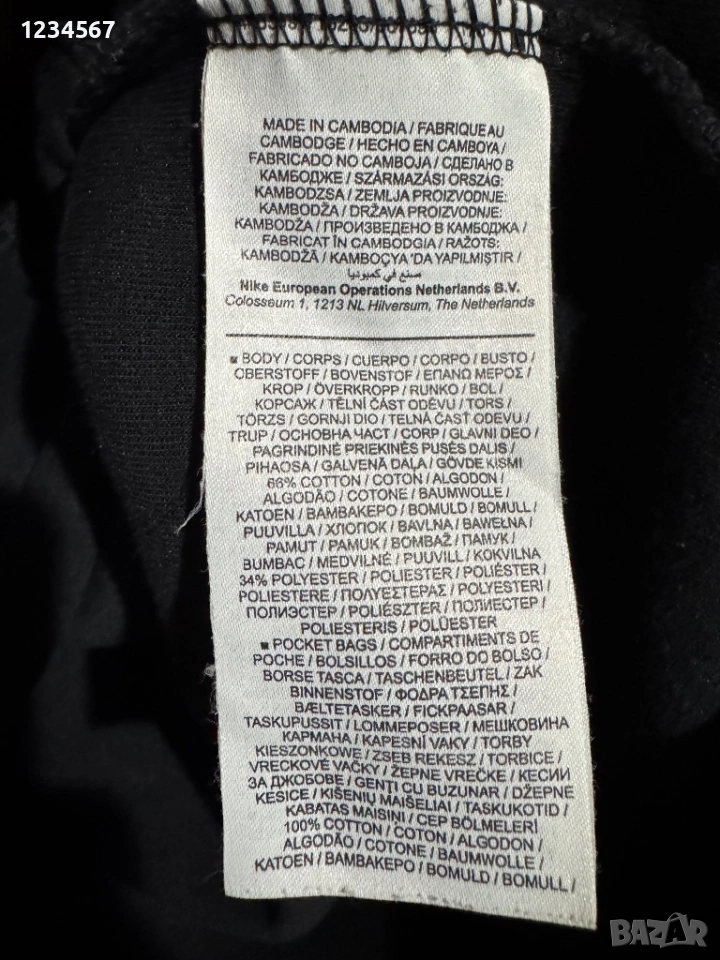 1234567
MADE IN CAMBODIA / FABRIQUE AU
CAMBODGE / HECHO EN CAMBOYA /
FABRICADO NO CAMBOJA / СДЕЛАНО В
КАМБОДЖЕ / SZÁRMAZÁSI ORSZÁG:
KAMBODZSA / ZEMLJA PROIZVODNJE:
KAMBODŽA / DRŽAVA PROIZVODNJE:
KAMBODŽA / ПРОИЗВЕДЕНО В КАМБОДЖА /
FABRICAT ÎN CAMBODGIA / RAŽOTS:
KAMBODŽĀ / KAMBOÇYA 'DA YAPILMIŞTIR /
صنع في كمبوديا
Nike European Operations Netherlands B.V.
Colosseum 1, 1213 NL Hilversum, The Netherlands
■ BODY / CORPS / CUERPO / CORPO / BUSTO /
OBERSTOFF / BOVENSTOF / ΕΠΑΝΩ ΜΕΡΟΣ /
KROP / ÖVERKROPP / RUNKO / BOL /
КОРСАЖ / TĚLNÍ ČÁST ODĚVU / TORS /
TÖRZS / GORNJI DIO / TELNÁ ČASŤ ODEVU /
TRUP / ОСНОВНА ЧАСТ / CORP / GLAVNI DEO /
PAGRINDINĖ PRIEKINĖS PUSĖS DALIS /
PIHAOSA / GALVENĀ DAĻA / GÖVDE KISMI
66% COTTON / COTON / ALGODON /
ALGODÃO / COTONE / BAUMWOLLE /
KATOEN / ΒΑΜΒΑΚΕΡΟ / BOMULD / BOMULL /
PUUVILLA / ХЛОПОК / BAVLNA / BAWEŁNA /
PAMUT / PAMUK / BOMBAŽ / ПАМУК /
BUMBAC / MEDVILNĖ / PUUVILL / KOKVILNA
34% POLYESTER / POLIESTER / POLIÉSTER /
POLIESTERE / ΠΟΛΥΕΣΤΕΡΑΣ / POLYESTERI /
ПОЛИЭСТЕР / POLIÉSZTER / ПОЛИЕСТЕР /
POLIESTERIS / POLÜESTER
■ POCKET BAGS / COMPARTIMENTS DE
POCHE / BOLSILLOS / FORRO DO BOLSO /
BORSE TASCA / TASCHENBEUTEL / ZAK
BINNENSTOF / ΦΟΔΡΑ ΤΣΕΠΗΣ /
BÆLTETASKER / FICKPAASAR /
TASKUPUSSIT / LOMMEPOSER / МЕШКОВИНА
КАРМАНА / KAPESNÍ VAKY / TORBY
KIESZONKOWE / ZSEB REKESZ / TORBICE /
VRECKOVÉ VAČKY / ŽEPNE VREČKE / КЕСИИ
ЗА ДЖОБОВЕ / GENȚI CU BUZUNAR / DŽEPNE
KESICE / KIŠENIŲ MAIŠELIAI / TASKUKOTID /
KABATAS MAISIŅI / CEP BÖLMELERİ
100% COTTON / COTON / ALGODON /
ALGODÃO / COTONE / BAUMWOLLE /
KATOEN / ΒΑΜΒΑΚΕΡΟ / BOMULD / BOMULL /
BAZAR